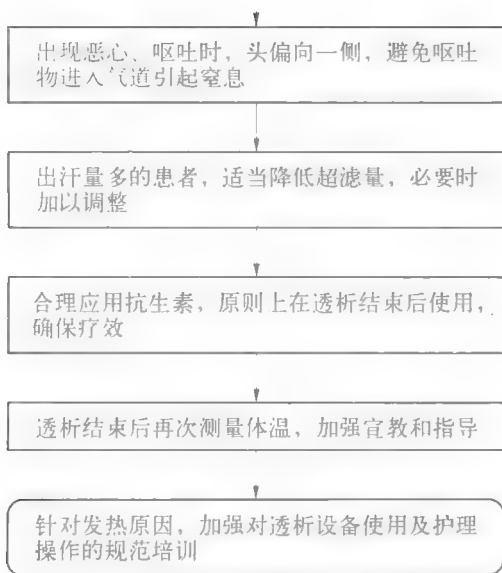 出现恶心、呕吐时，头偏向一侧，避免呕吐
物进入气道引起窒息
出汗量多的患者，适当降低超滤量，必要时
加以调整
合理应用抗生素，原则上在透析结束后使用，
确保疗效
透析结束后再次测量体温，加强宣教和指导
针对发热原因，加强对透析设备使用及护理
操作的规范培训